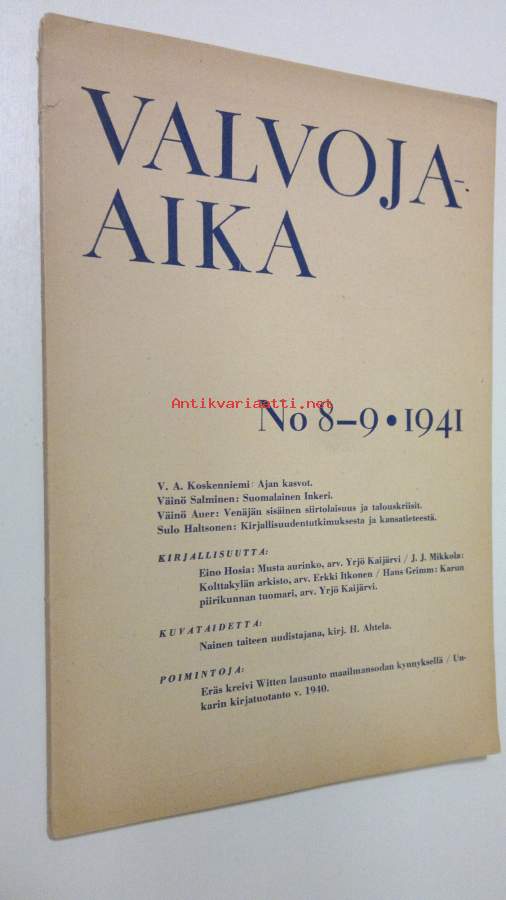 VALVOJA-
AIKA
Antikvariaatti.net
No 8–9 • 1941
V. A. Koskenniemi: Ajan kasvot.
Väinö Salminen: Suomalainen Inkeri.
Väinö Auer: Venäjän sisäinen siirtolaisuus ja talouskriisit.
Sulo Haltsonen: Kirjallisuudentutkimuksesta ja kansatieteestä.
KIRJALLISUUTTA:
Eino Hosia: Musta aurinko, arv. Yrjö Kaijärvi / J. J. Mikkola:
Kolttakylän arkisto, arv. Erkki Itkonen / Hans Grimm: Karun
piirikunnan tuomari, arv. Yrjö Kaijärvi.
KUVATAIDETTA:
Nainen taiteen uudistajana, kirj. H. Ahtela.
POIMINTOJA:
Eräs kreivi Witten lausunto maailmansodan kynnyksellä / Un-
karin kirjatuotanto v. 1940.